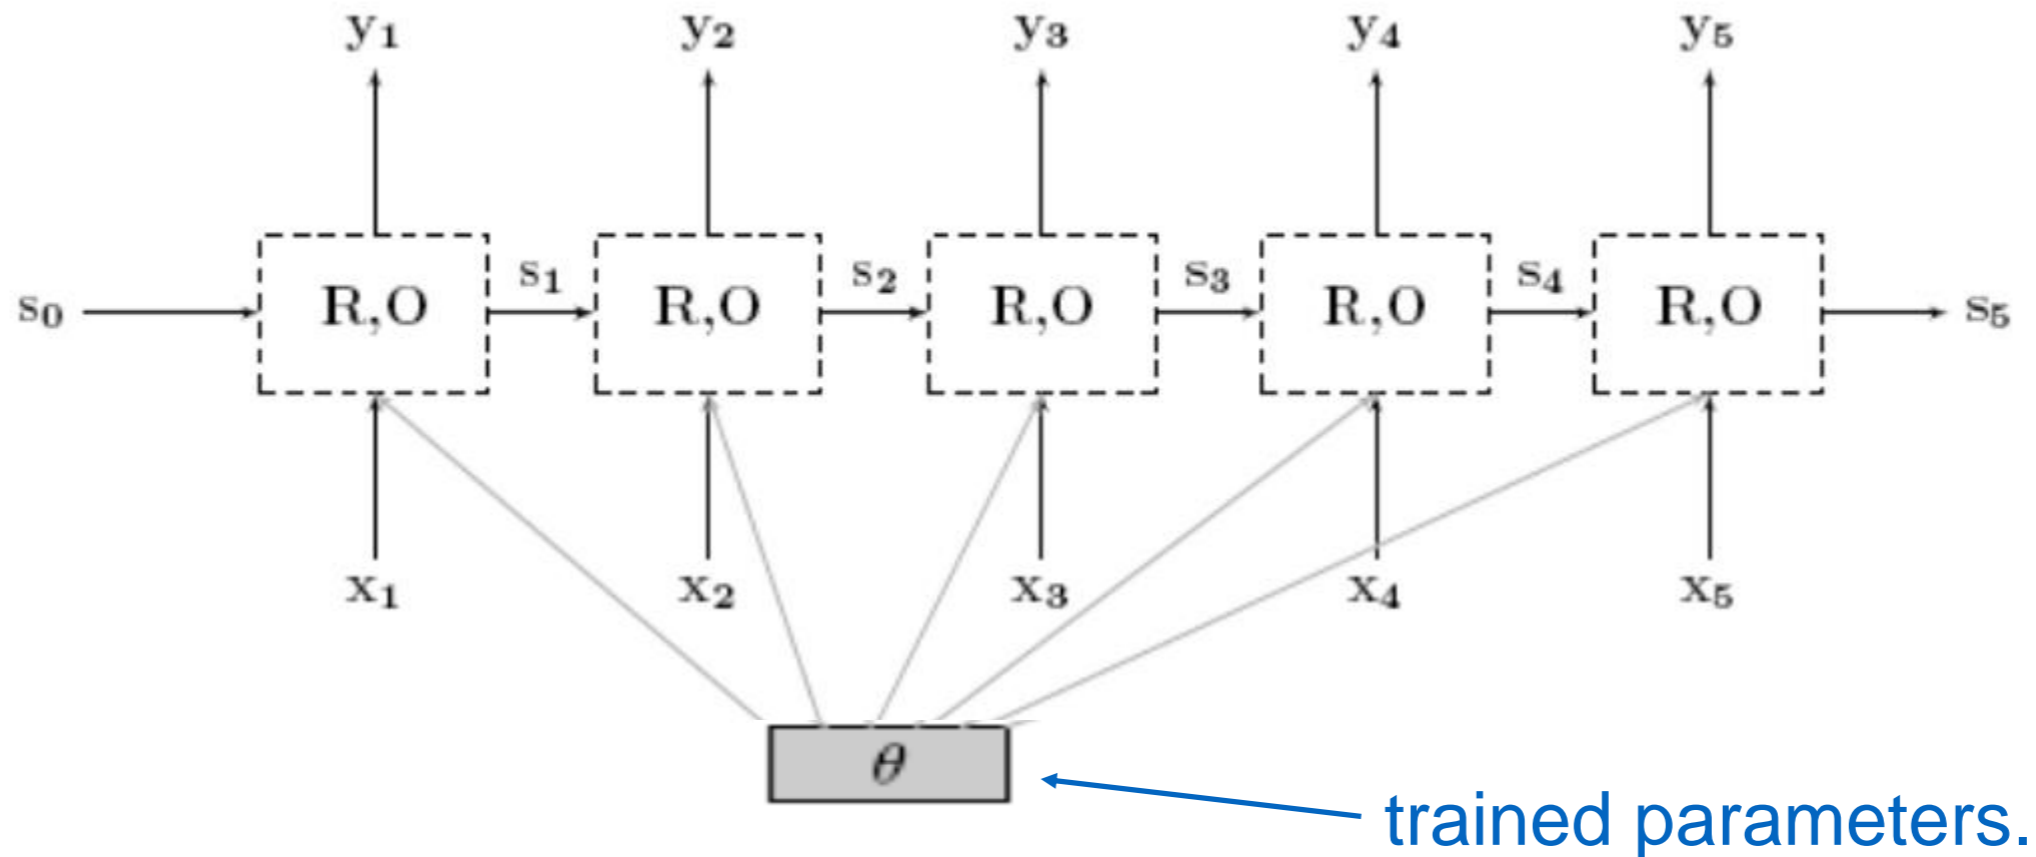 y₁ y₂ y₃ y₄ y₅
s₀ R,O s₁ R,O s₂ R,O s₃ R,O s₄ R,O s₅
x₁ x₂ x₃ x₄ x₅
θ
trained parameters.